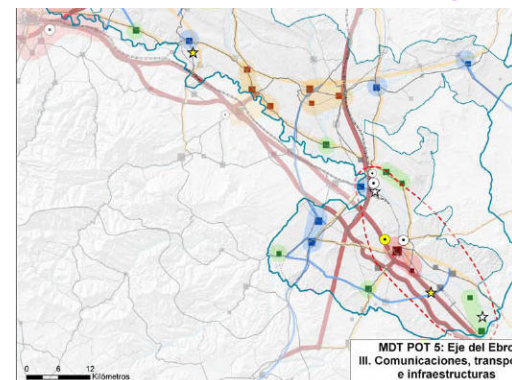 MDT POT 5: Eje del Ebro
III. Comunicaciones, transpo
e infraestructuras
0 6 12
Kilómetros